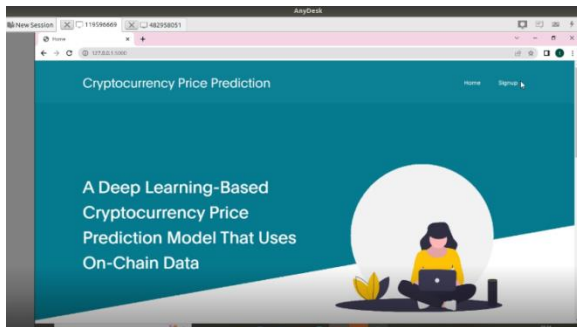 AnyDesk
New Session 119596669 482958051
Home
127.0.0.1:5000
Cryptocurrency Price Prediction Home Signup
A Deep Learning-Based
Cryptocurrency Price
Prediction Model That Uses
On-Chain Data